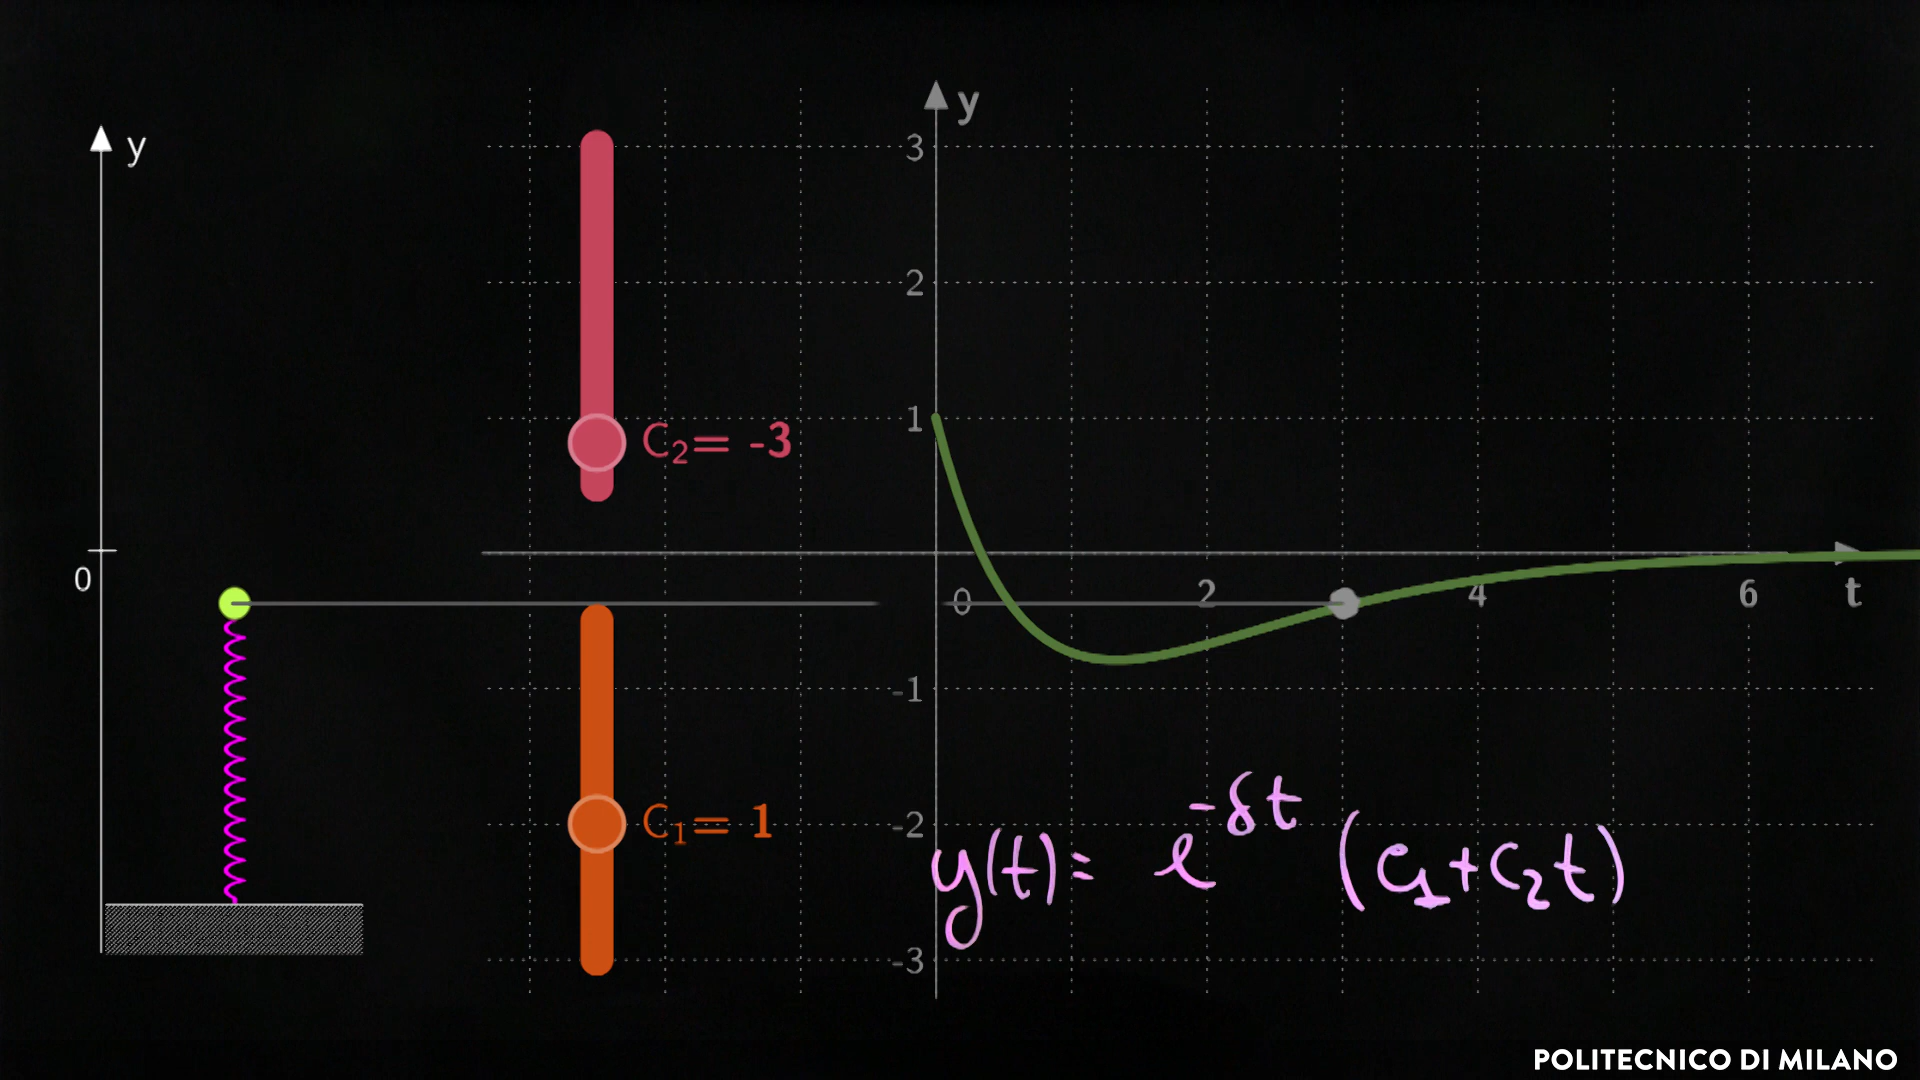 y
0
C₂= -3
C₁= 1
y
3
2
1
0 2 4 6 t
-1
-2
-3
y(t)= e^{-δt} (c₁+c₂t)
POLITECNICO DI MILANO